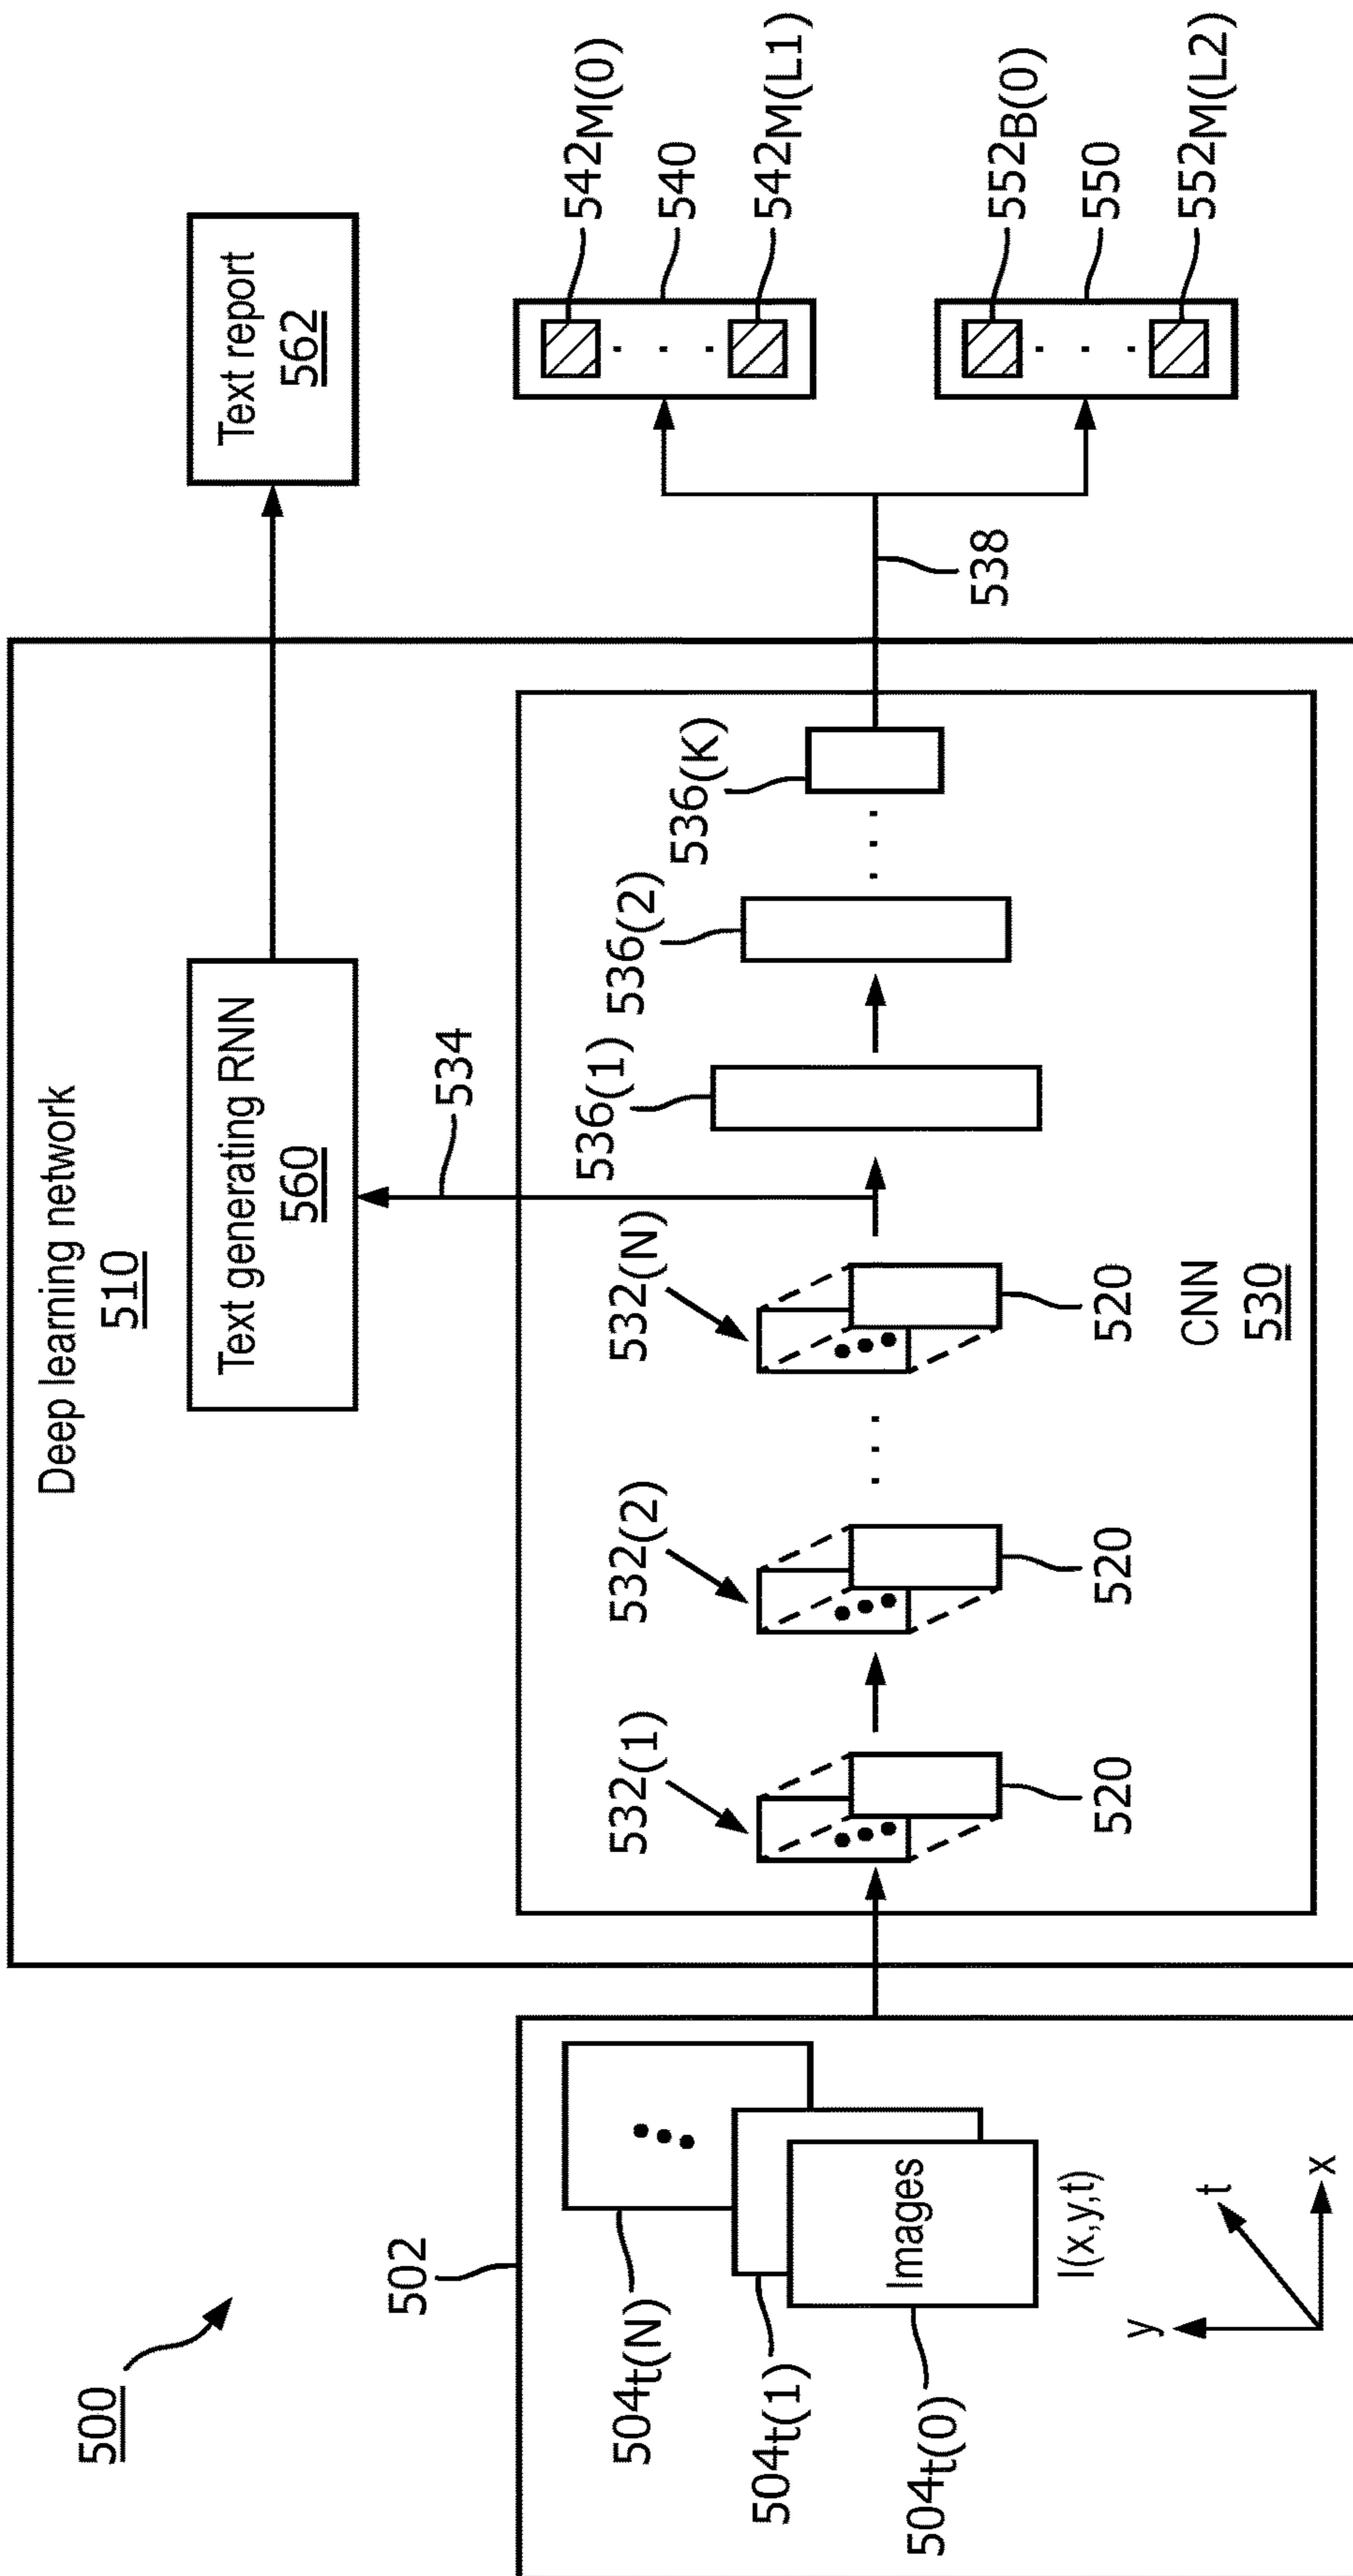 500
502
504t(N)
504t(1)
504t(0)
Images
I(x,y,t)
y
t
x
Deep learning network
510
Text generating RNN
560
534
532(1)
532(2)
532(N)
536(1)
536(2)
536(K)
520
520
520
CNN
530
538
Text report
562
542M(0)
540
542M(L1)
552B(0)
550
552M(L2)